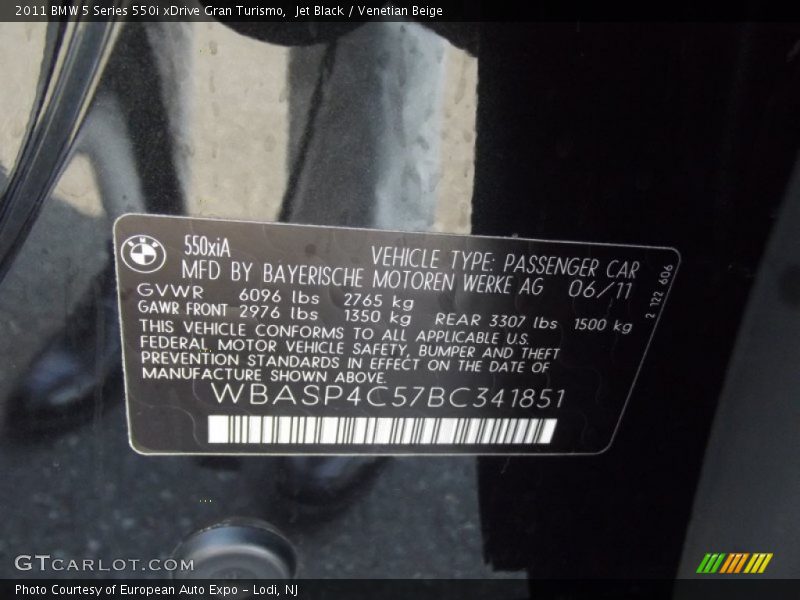 2011 BMW 5 Series 550i xDrive Gran Turismo, Jet Black / Venetian Beige
550xiA
VEHICLE TYPE: PASSENGER CAR
MFD BY BAYERISCHE MOTOREN WERKE AG 06/11
GVWR 6096 lbs 2765 kg
GAWR FRONT 2976 lbs 1350 kg REAR 3307 lbs 1500 kg
THIS VEHICLE CONFORMS TO ALL APPLICABLE U.S.
FEDERAL MOTOR VEHICLE SAFETY, BUMPER AND THEFT
PREVENTION STANDARDS IN EFFECT ON THE DATE OF
MANUFACTURE SHOWN ABOVE.
WBASP4C57BC341851
2 122 606
GTCARLOT.COM
Photo Courtesy of European Auto Expo - Lodi, NJ